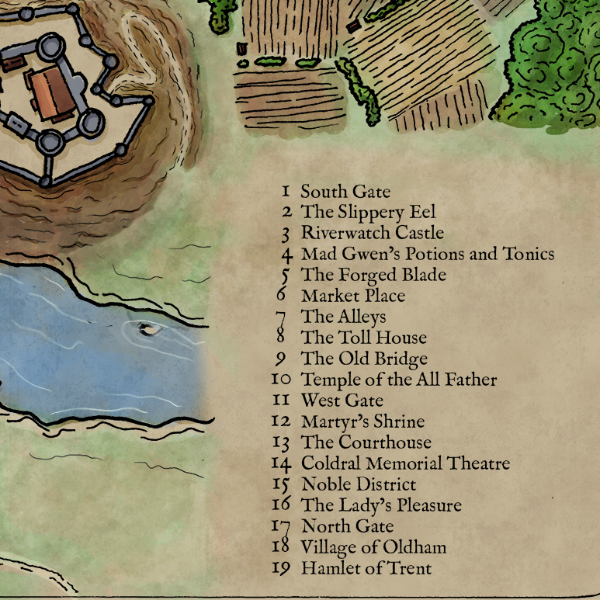 1 South Gate
2 The Slippery Eel
3 Riverwatch Castle
4 Mad Gwen's Potions and Tonics
5 The Forged Blade
6 Market Place
7 The Alleys
8 The Toll House
9 The Old Bridge
10 Temple of the All Father
11 West Gate
12 Martyr's Shrine
13 The Courthouse
14 Coldral Memorial Theatre
15 Noble District
16 The Lady's Pleasure
17 North Gate
18 Village of Oldham
19 Hamlet of Trent